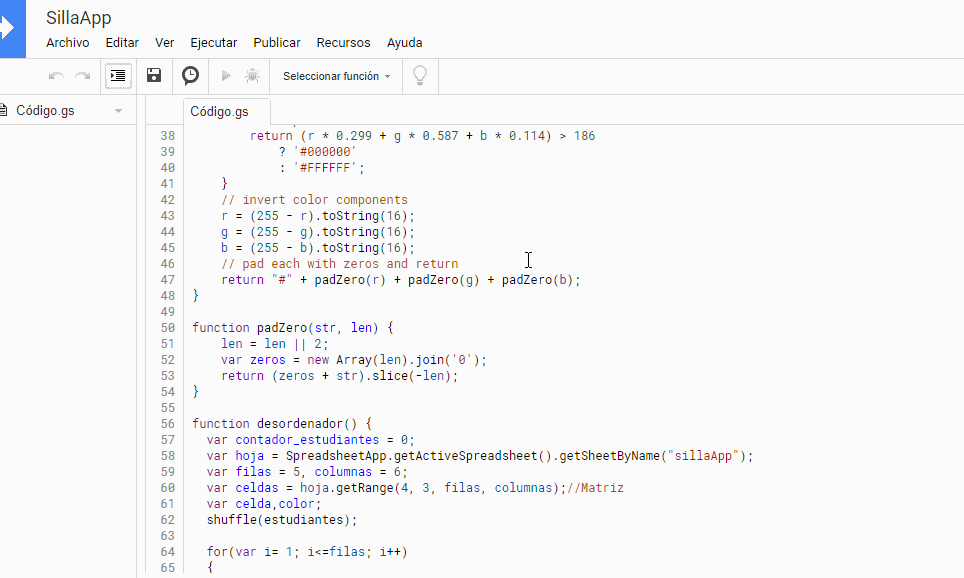 SillaApp
Archivo Editar Ver Ejecutar Publicar Recursos Ayuda
Seleccionar función
Código.gs
Código.gs
38 return (r * 0.299 + g * 0.587 + b * 0.114) > 186
39 ? '#000000'
40 : '#FFFFFF';
41 }
42 // invert color components
43 r = (255 - r).toString(16);
44 g = (255 - g).toString(16);
45 b = (255 - b).toString(16);
46 // pad each with zeros and return
47 return "#" + padZero(r) + padZero(g) + padZero(b);
48 }
49
50 function padZero(str, len) {
51 len = len || 2;
52 var zeros = new Array(len).join('0');
53 return (zeros + str).slice(-len);
54 }
55
56 function desordenador() {
57 var contador_estudiantes = 0;
58 var hoja = SpreadsheetApp.getActiveSpreadsheet().getSheetByName("sillaApp");
59 var filas = 5, columnas = 6;
60 var celdas = hoja.getRange(4, 3, filas, columnas);//Matriz
61 var celda,color;
62 shuffle(estudiantes);
63
64 for(var i= 1; i<=filas; i++)
65 {